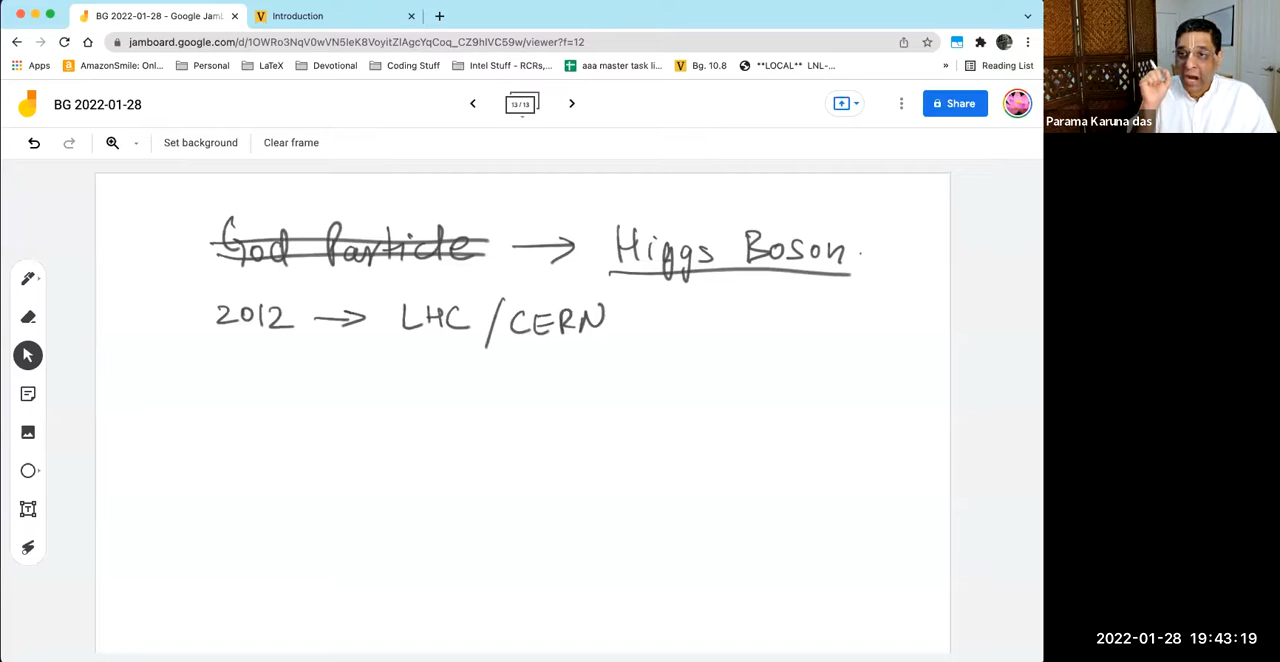 BG 2022-01-28 - Google Jam
Introduction
jamboard.google.com/d/1OWRo3NqV0wVN5leK8VoyitZlAgcYqCoq_CZ9hlVC59w/viewer?f=12
Apps AmazonSmile: Onl... Personal LaTeX Devotional Coding Stuff Intel Stuff - RCRs,... aaa master task li... Bg. 10.8 **LOCAL** LNL-... » Reading List
BG 2022-01-28
13 / 13
Share
Set background Clear frame
God Particle → Higgs Boson.
2012 → LHC / CERN
Parama Karuna das
2022-01-28 19:43:19